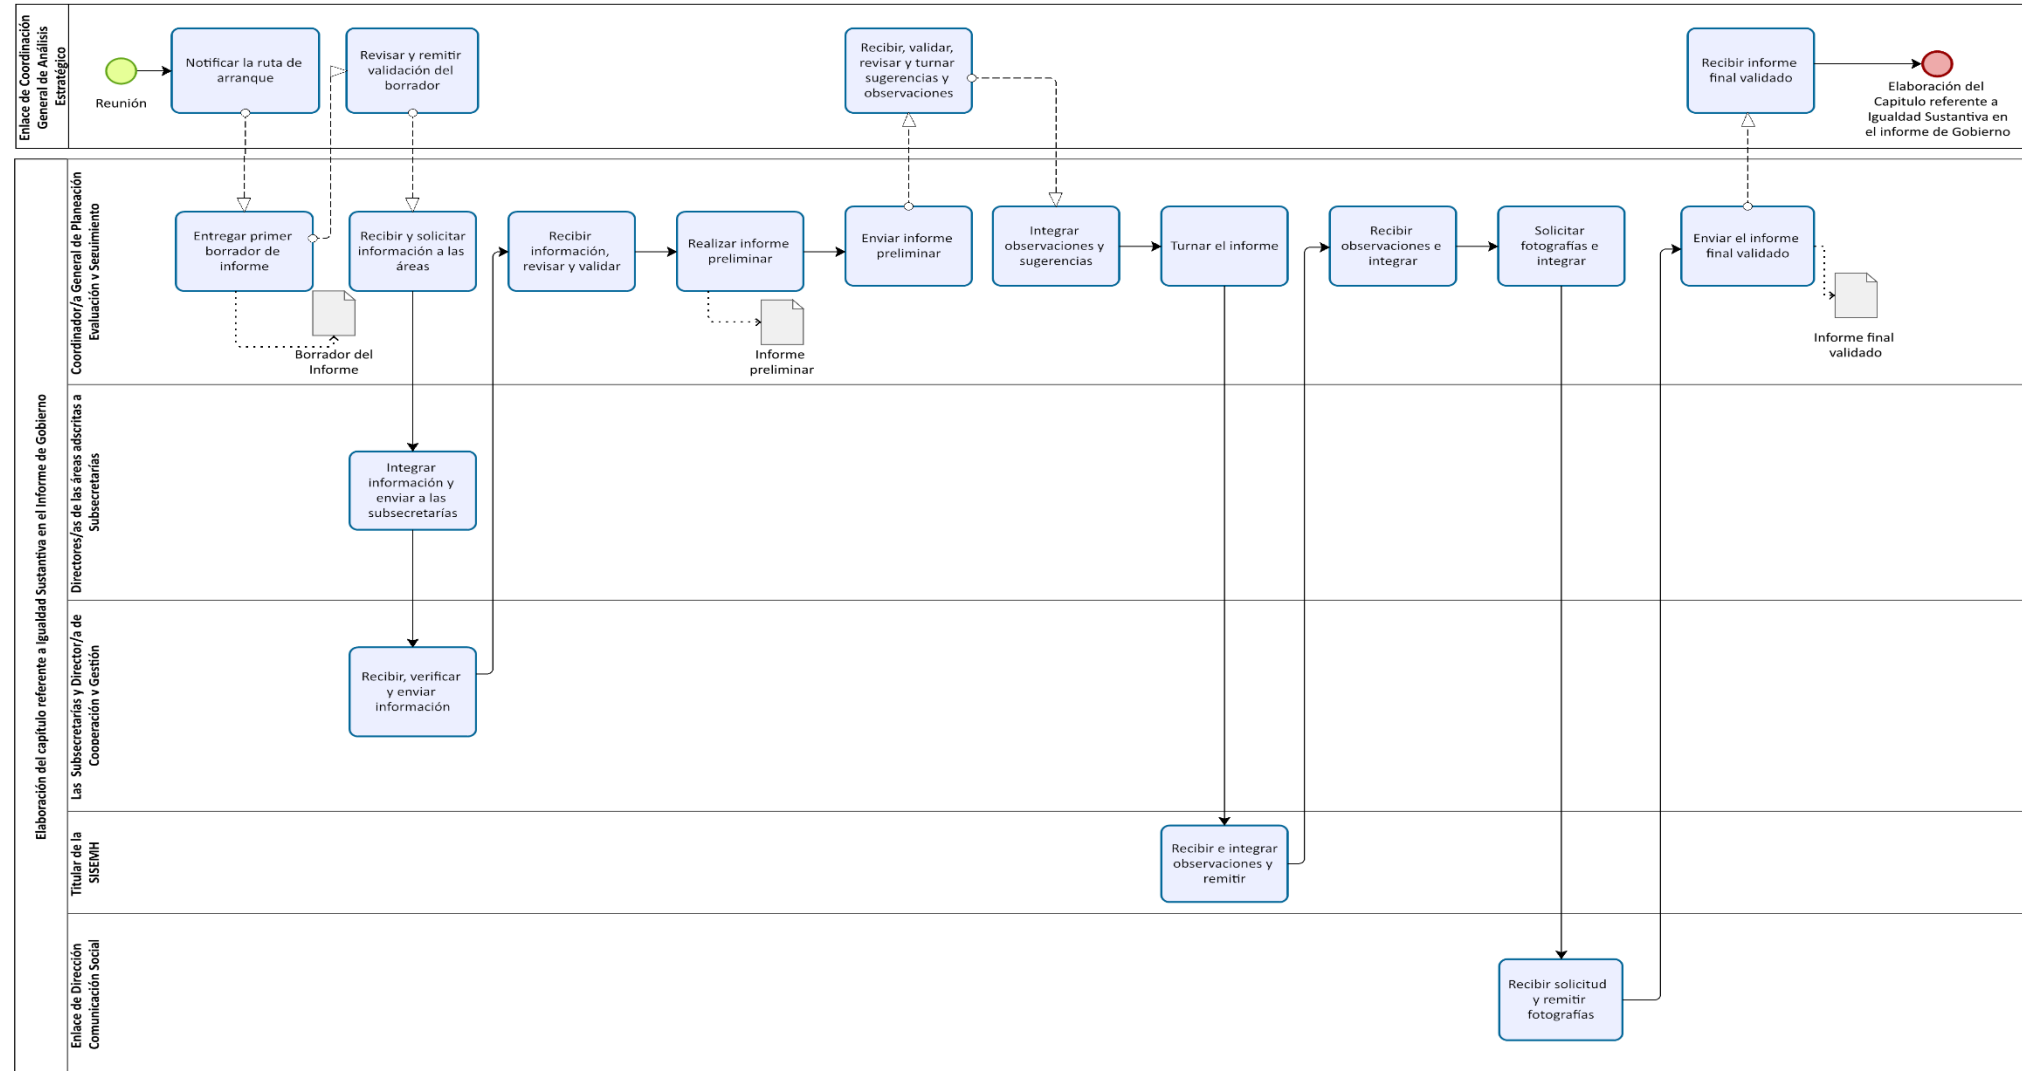 Enlace de Coordinación
General de Análisis
Estratégico
Reunión
Notificar la ruta de
arranque
Revisar y remitir
validación del
borrador
Recibir, validar,
revisar y turnar
sugerencias y
observaciones
Recibir informe
final validado
Elaboración del
Capitulo referente a
Igualdad Sustantiva en
el informe de Gobierno
Elaboración del capítulo referente a Igualdad Sustantiva en el Informe de Gobierno
Coordinador/a General de Planeación
Evaluación y Seguimiento
Entregar primer
borrador de
informe
Borrador del
Informe
Recibir y solicitar
información a las
áreas
Recibir
información,
revisar y validar
Realizar informe
preliminar
Informe
preliminar
Enviar informe
preliminar
Integrar
observaciones y
sugerencias
Turnar el informe
Recibir
observaciones e
integrar
Solicitar
fotografías e
integrar
Enviar el informe
final validado
Informe final
validado
Directores/as de las áreas adscritas a
Subsecretarías
Integrar
información y
enviar a las
subsecretarías
Las Subsecretarías y Director/a de
Cooperación y Gestión
Recibir, verificar
y enviar
información
Titular de la
SISEMH
Recibir e integrar
observaciones y
remitir
Enlace de Dirección
Comunicación Social
Recibir solicitud
y remitir
fotografías